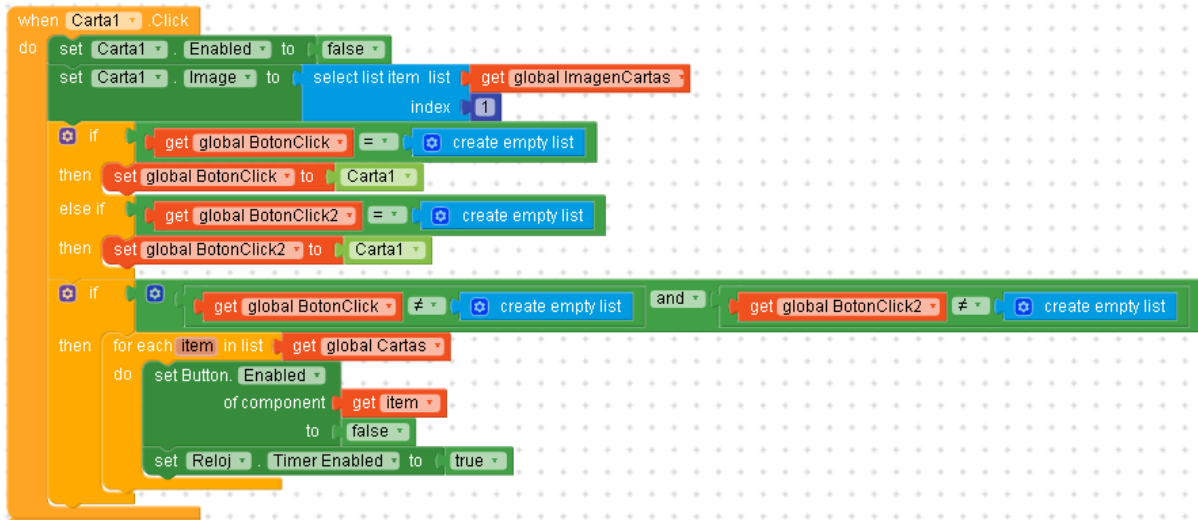 when Carta1 .Click
do set Carta1 . Enabled to false
set Carta1 . Image to select list item list get global ImagenCartas
index 1
if get global BotonClick = create empty list
then set global BotonClick to Carta1
else if get global BotonClick2 = create empty list
then set global BotonClick2 to Carta1
if get global BotonClick ≠ create empty list and get global BotonClick2 ≠ create empty list
then for each item in list get global Cartas
do set Button. Enabled
of component get item
to false
set Reloj . TimerEnabled to true